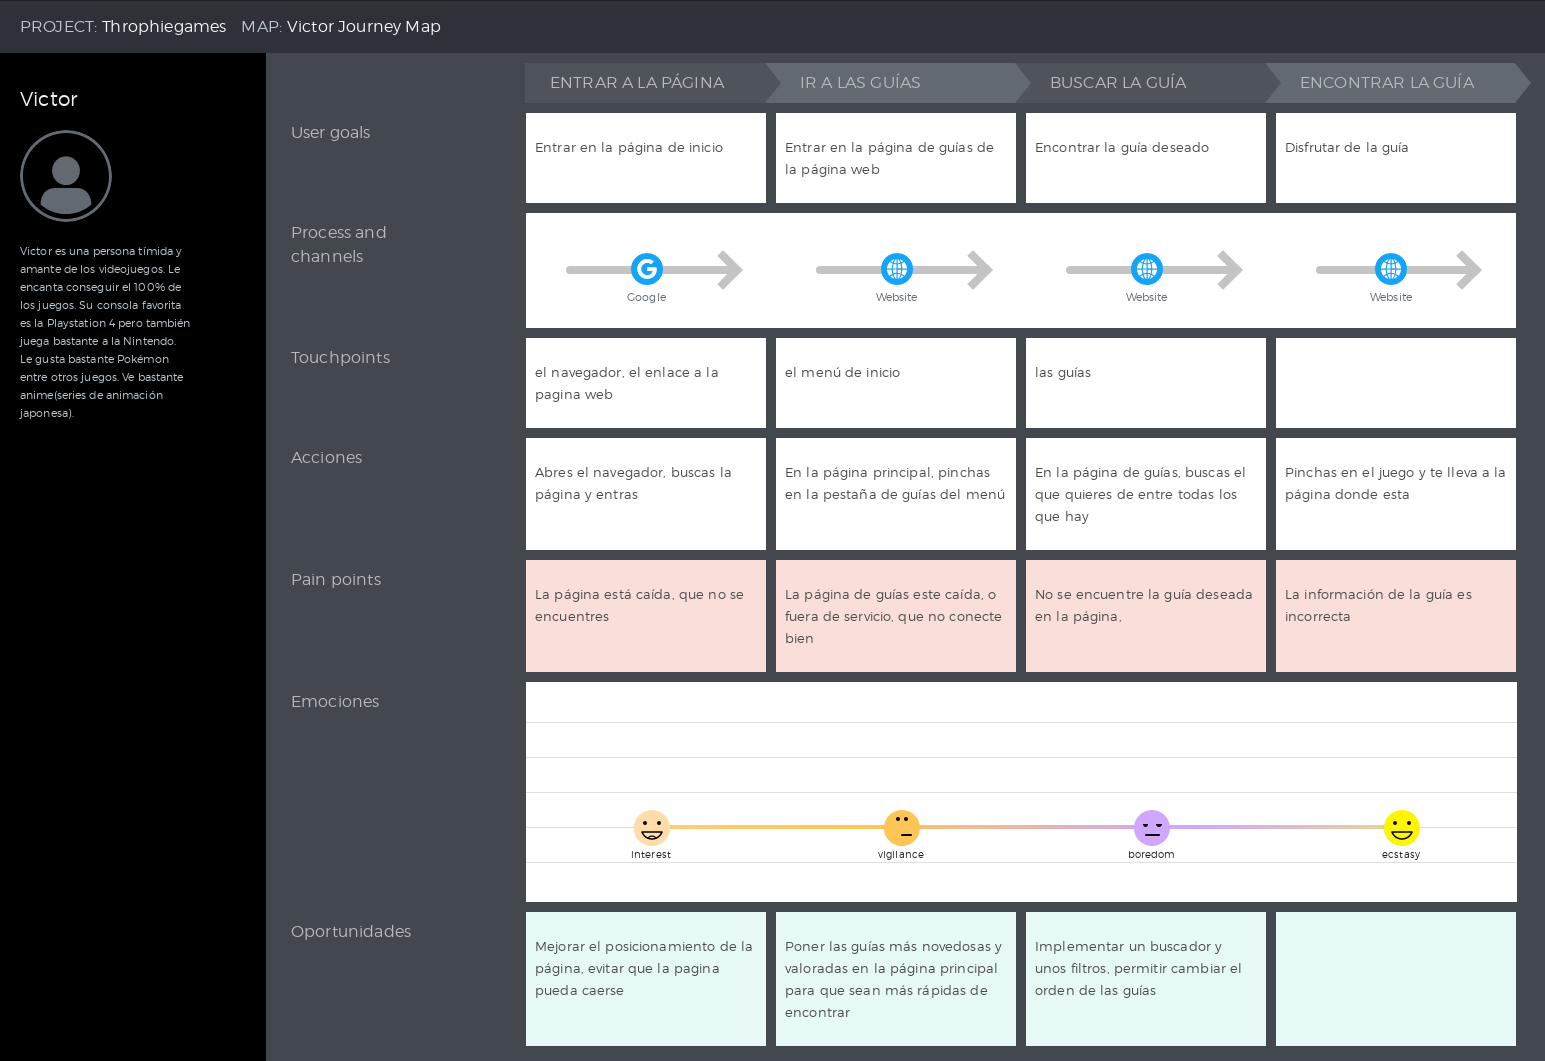 PROJECT: Throphiegames MAP: Victor Journey Map
Victor
Victor es una persona tímida y
amante de los videojuegos. Le
encanta conseguir el 100% de
los juegos. Su consola favorita
es la Playstation 4 pero también
juega bastante a la Nintendo.
Le gusta bastante Pokémon
entre otros juegos. Ve bastante
anime(series de animación
japonesa).
ENTRAR A LA PÁGINA
IR A LAS GUÍAS
BUSCAR LA GUÍA
ENCONTRAR LA GUÍA
User goals
Entrar en la página de inicio
Entrar en la página de guías de
la página web
Encontrar la guía deseado
Disfrutar de la guía
Process and
channels
Google
Website
Website
Website
Touchpoints
el navegador, el enlace a la
pagina web
el menú de inicio
las guías
Acciones
Abres el navegador, buscas la
página y entras
En la página principal, pinchas
en la pestaña de guías del menú
En la página de guías, buscas el
que quieres de entre todas los
que hay
Pinchas en el juego y te lleva a la
página donde esta
Pain points
La página está caída, que no se
encuentres
La página de guías este caída, o
fuera de servicio, que no conecte
bien
No se encuentre la guía deseada
en la página,
La información de la guía es
incorrecta
Emociones
interest
vigilance
boredom
ecstasy
Oportunidades
Mejorar el posicionamiento de la
página, evitar que la pagina
pueda caerse
Poner las guías más novedosas y
valoradas en la página principal
para que sean más rápidas de
encontrar
Implementar un buscador y
unos filtros, permitir cambiar el
orden de las guías